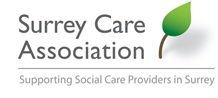 Surrey Care
Association
Supporting Social Care Providers in Surrey